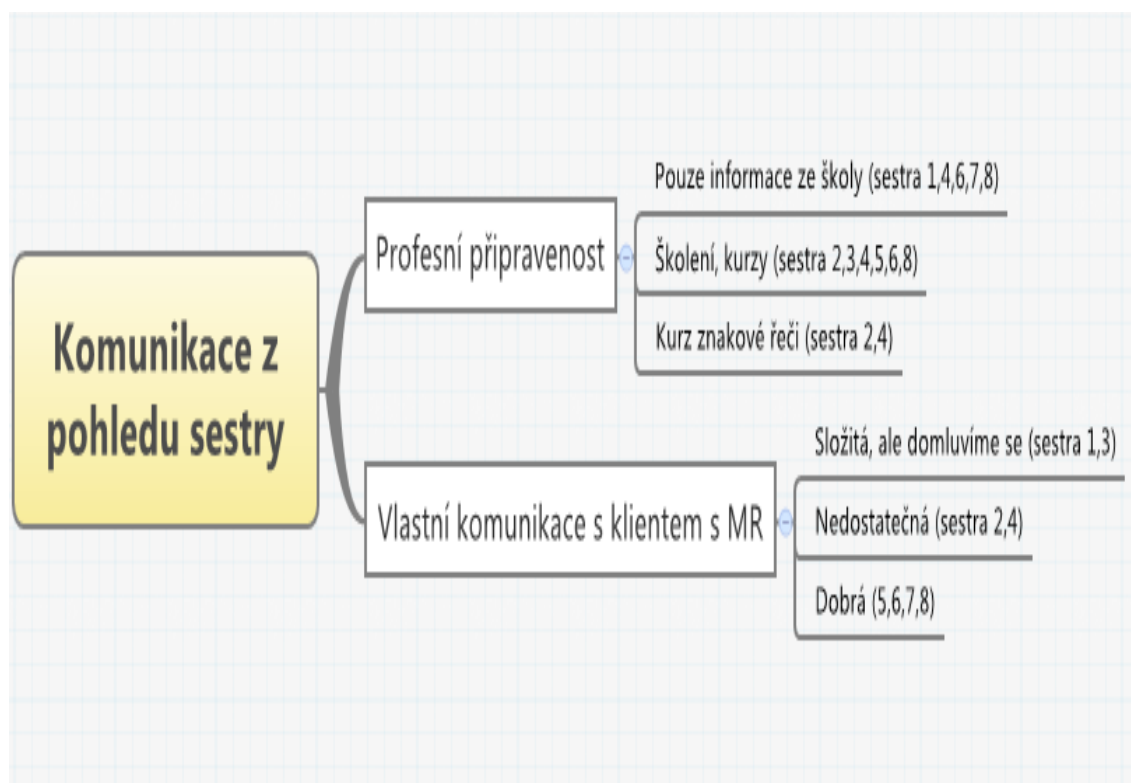 Komunikace z
pohledu sestry
Profesní připravenost
Pouze informace ze školy (sestra 1,4,6,7,8)
Školení, kurzy (sestra 2,3,4,5,6,8)
Kurz znakové řeči (sestra 2,4)
Vlastní komunikace s klientem s MR
Složitá, ale domluvíme se (sestra 1,3)
Nedostatečná (sestra 2,4)
Dobrá (5,6,7,8)